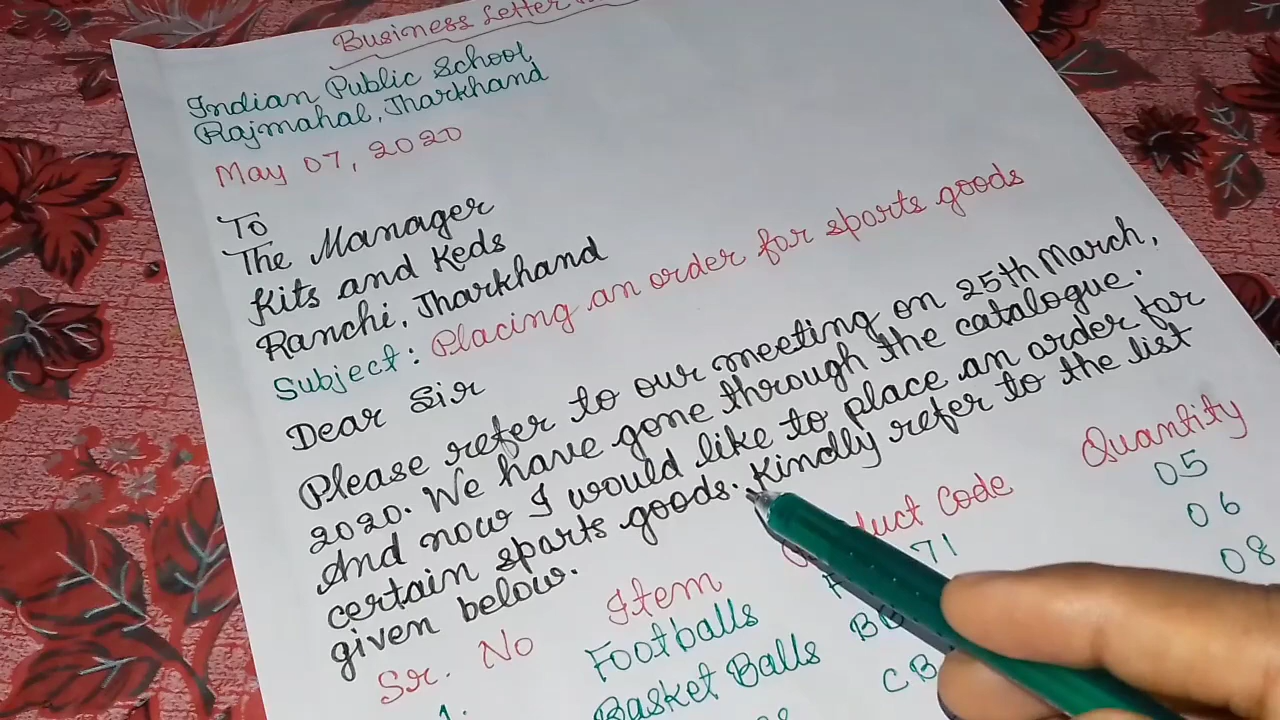 Business Letter
Indian Public School
Rajmahal, Jharkhand
May 07, 2020
To
The Manager
Kits and Keds
Ranchi, Jharkhand
Subject: Placing an order for sports goods
Dear Sir
Please refer to our meeting on 25th March,
2020. We have gone through the catalogue.
And now I would like to place an order for
certain sports goods. Kindly refer to the list
given below.
Sr. No Item Code Quantity
1. Footballs 71 05
Basket Balls 06
CB 08